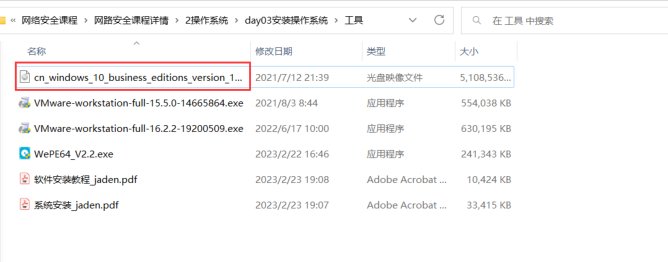 网络安全课程 > 网路安全课程详情 > 2操作系统 > day03安装操作系统 > 工具
在 工具 中搜索
名称 修改日期 类型 大小
cn_windows_10_business_editions_version_1... 2021/7/12 21:39 光盘映像文件 5,108,536...
VMware-workstation-full-15.5.0-14665864.exe 2021/8/3 8:44 应用程序 554,038 KB
VMware-workstation-full-16.2.2-19200509.exe 2022/6/17 10:00 应用程序 630,195 KB
WePE64_V2.2.exe 2023/2/22 16:46 应用程序 241,343 KB
软件安装教程_jaden.pdf 2023/2/23 19:08 Adobe Acrobat ... 10,424 KB
系统安装_jaden.pdf 2023/2/23 19:07 Adobe Acrobat ... 33,415 KB